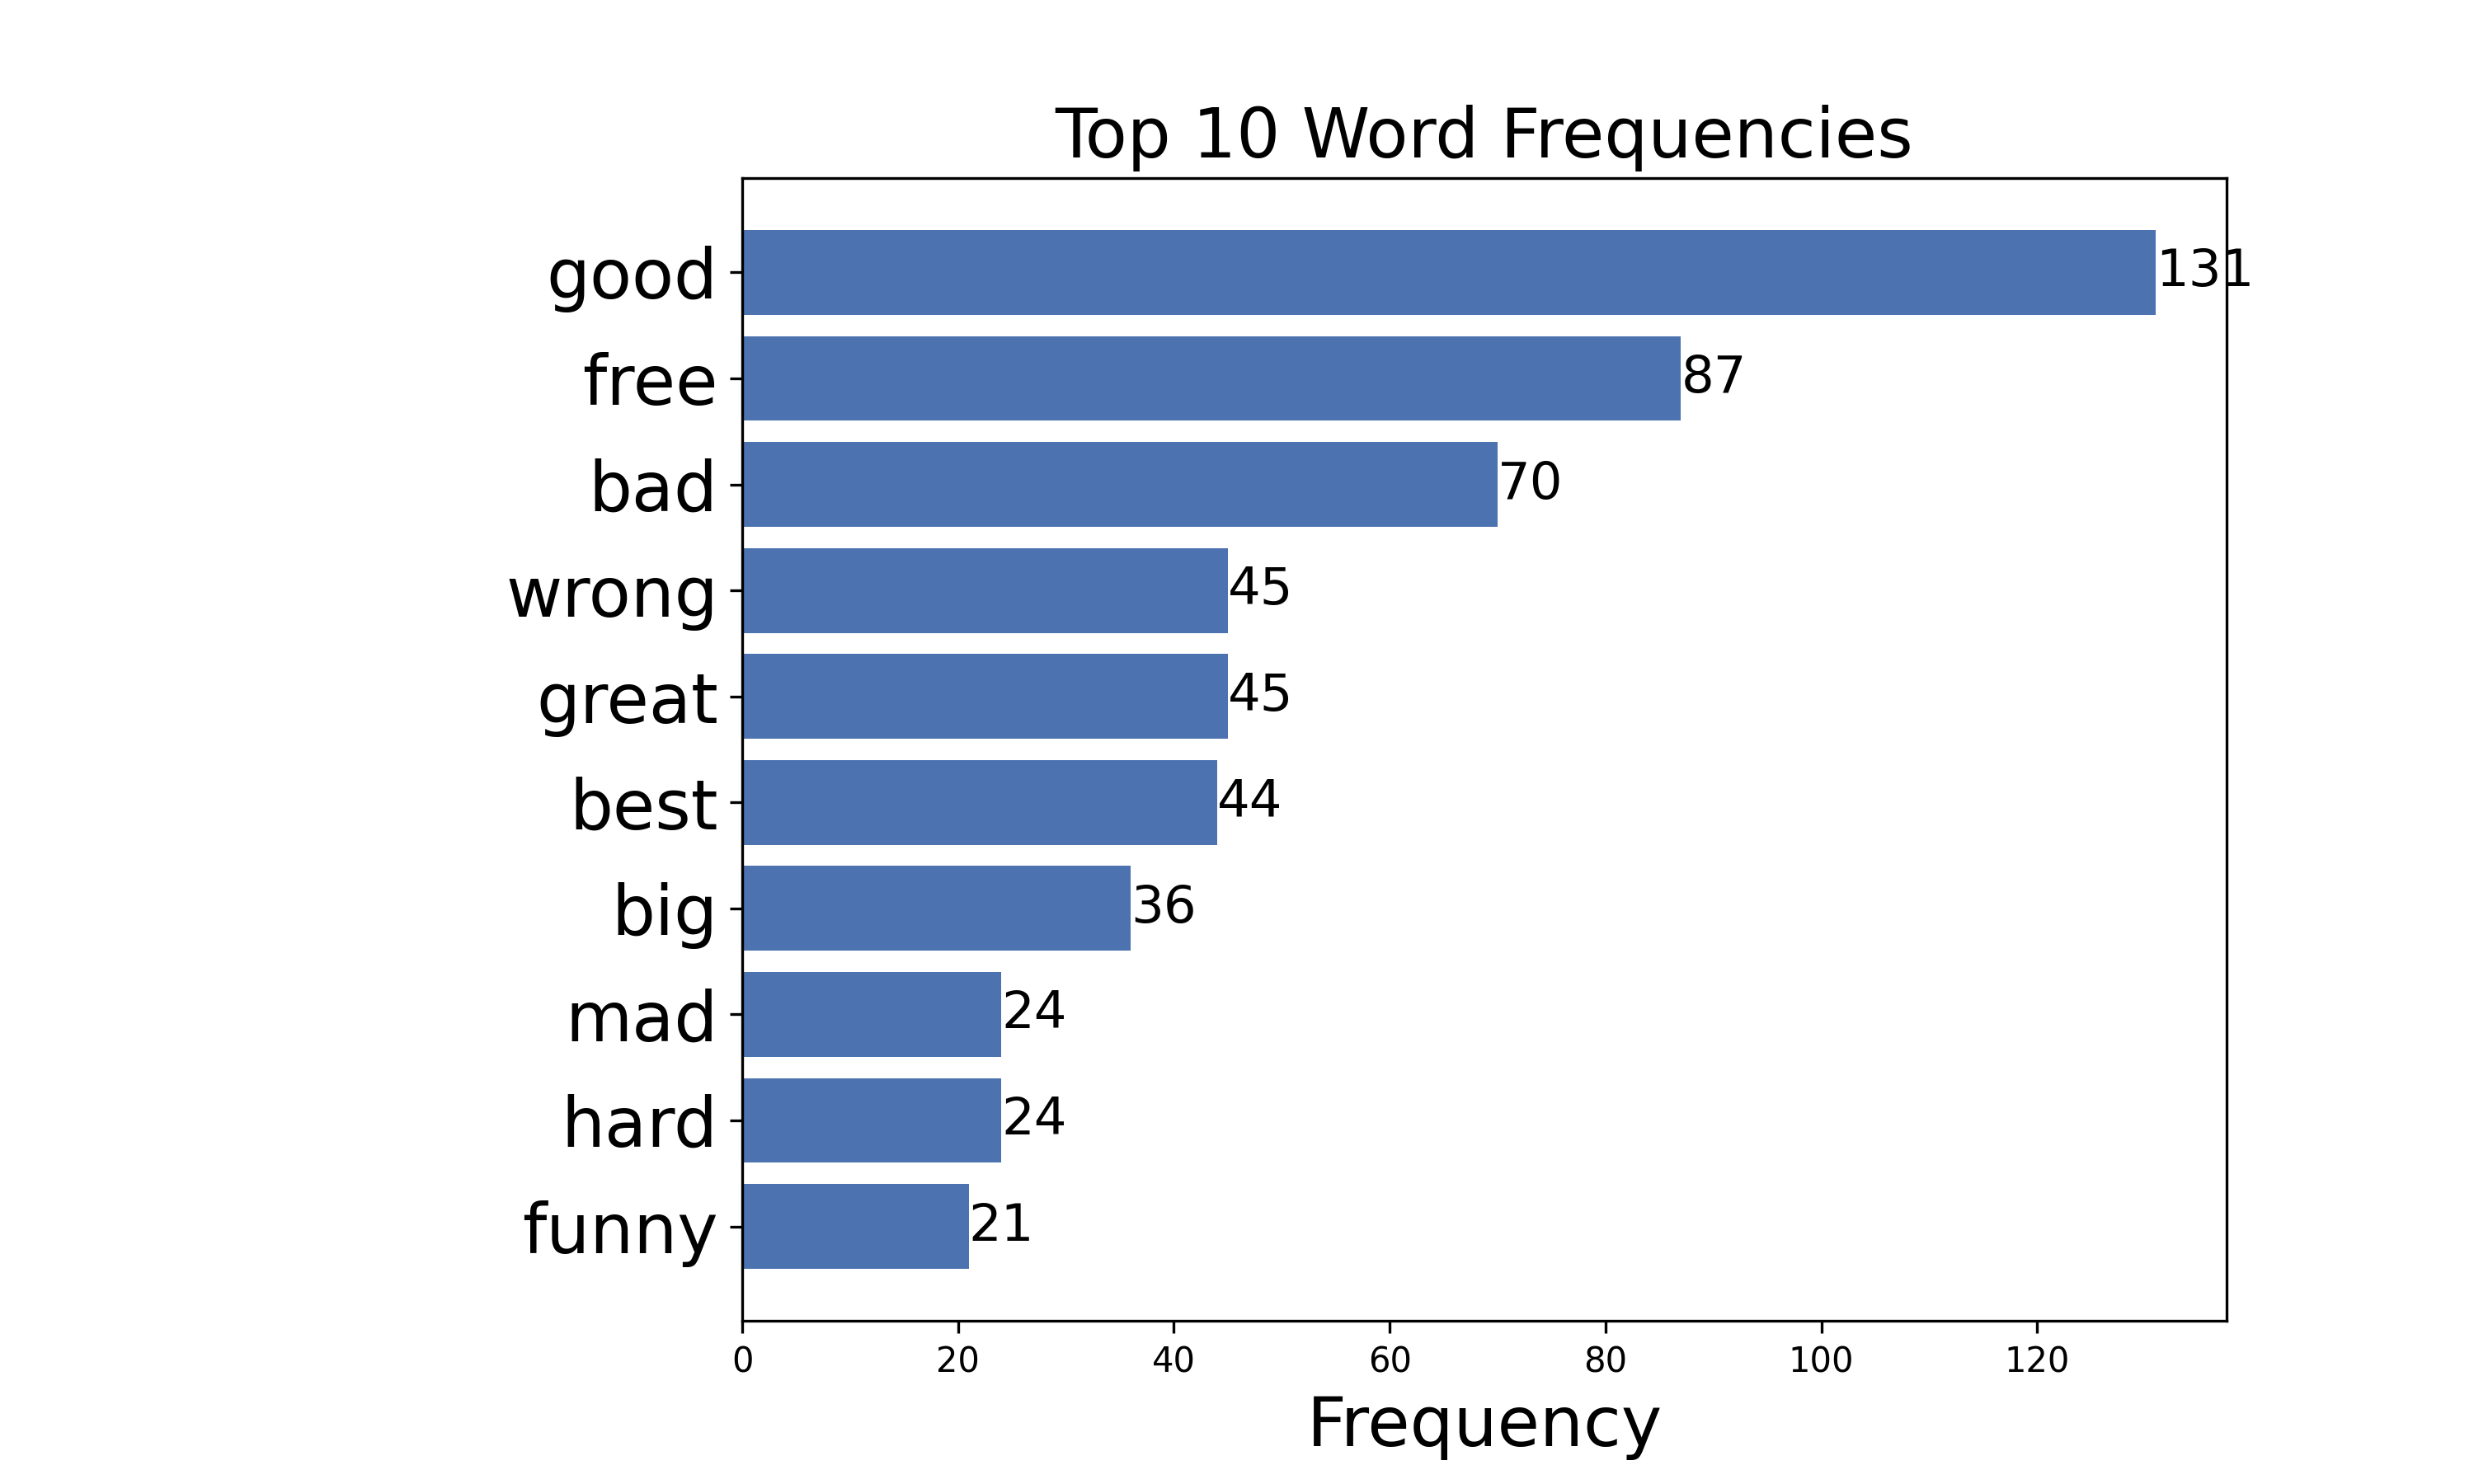 Top 10 Word Frequencies
good 131
free 87
bad 70
wrong 45
great 45
best 44
big 36
mad 24
hard 24
funny 21
0 20 40 60 80 100 120
Frequency